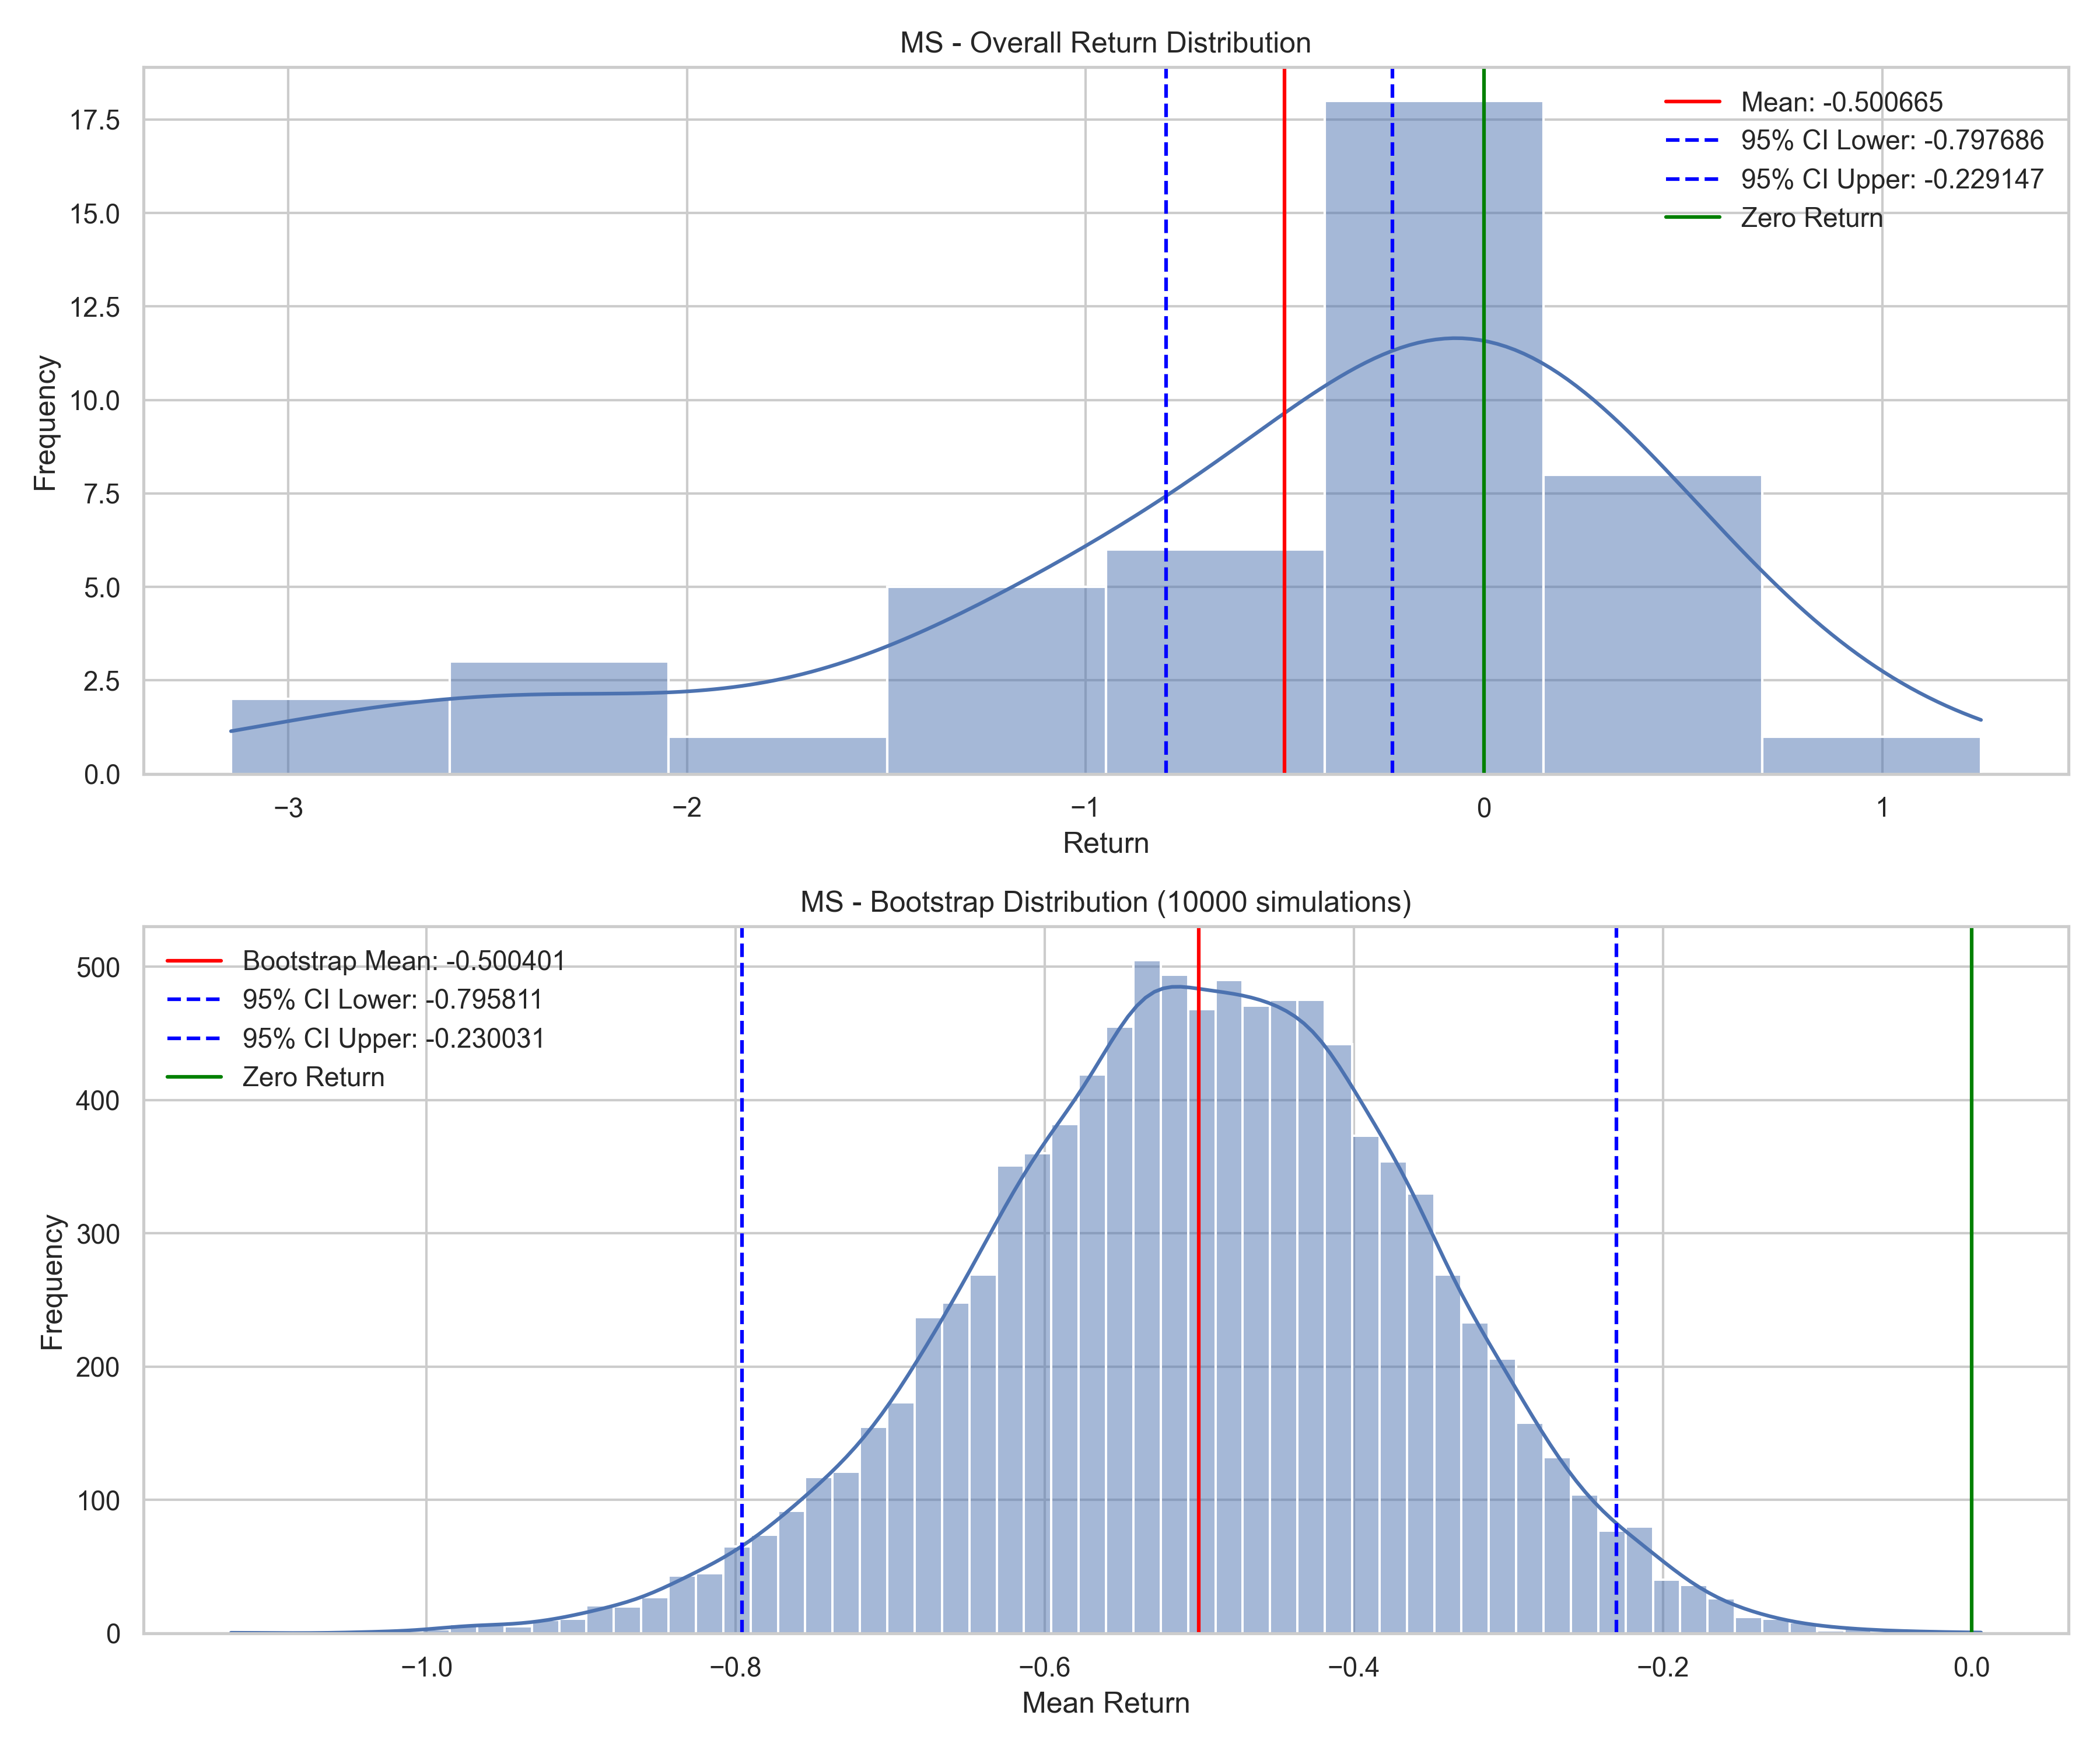 MS - Overall Return Distribution
Mean: -0.500665
95% CI Lower: -0.797686
95% CI Upper: -0.229147
Zero Return
17.5
15.0
12.5
10.0
7.5
5.0
2.5
0.0
Frequency
−3 −2 −1 0 1
Return
MS - Bootstrap Distribution (10000 simulations)
Bootstrap Mean: -0.500401
95% CI Lower: -0.795811
95% CI Upper: -0.230031
Zero Return
500
400
300
200
100
0
Frequency
−1.0 −0.8 −0.6 −0.4 −0.2 0.0
Mean Return